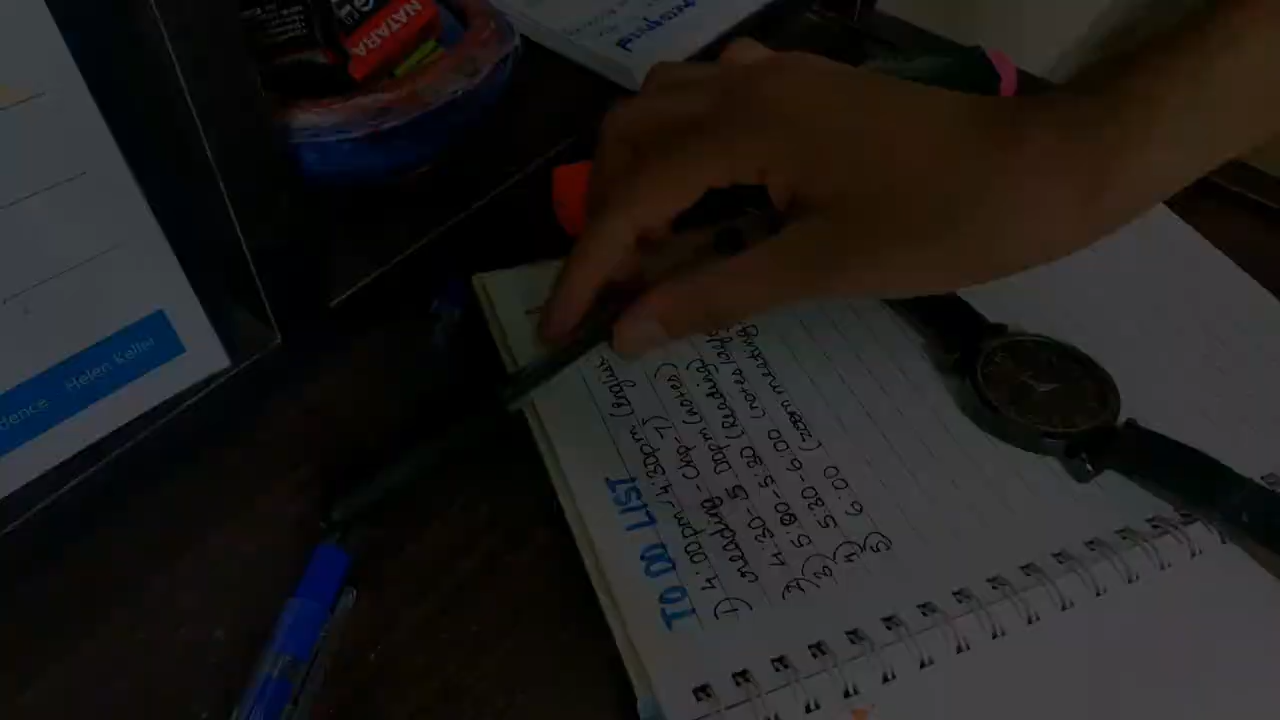 TO DO LIST
1) 4:00pm-4:30pm (English
reading - Chp-7)
2) 4:30-5:00pm (notes)
3) 5:00-5:30 (Reading)
4) 5:30-6:00 (notes
5) 6:00 (zoom meeting
NATARAJ
Helen Keller